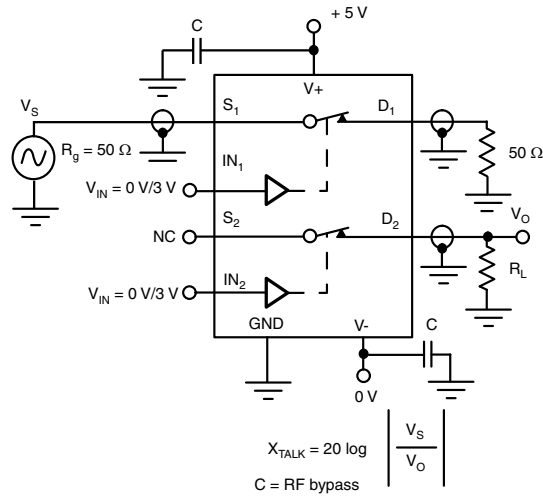 + 5 V
C
V+
V_S
S_1
D_1
R_g = 50 Ω
50 Ω
IN_1
V_IN = 0 V/3 V
S_2
D_2
V_O
NC
R_L
IN_2
V_IN = 0 V/3 V
GND
V-
C
0 V
X_TALK = 20 log | V_S / V_O |
C = RF bypass